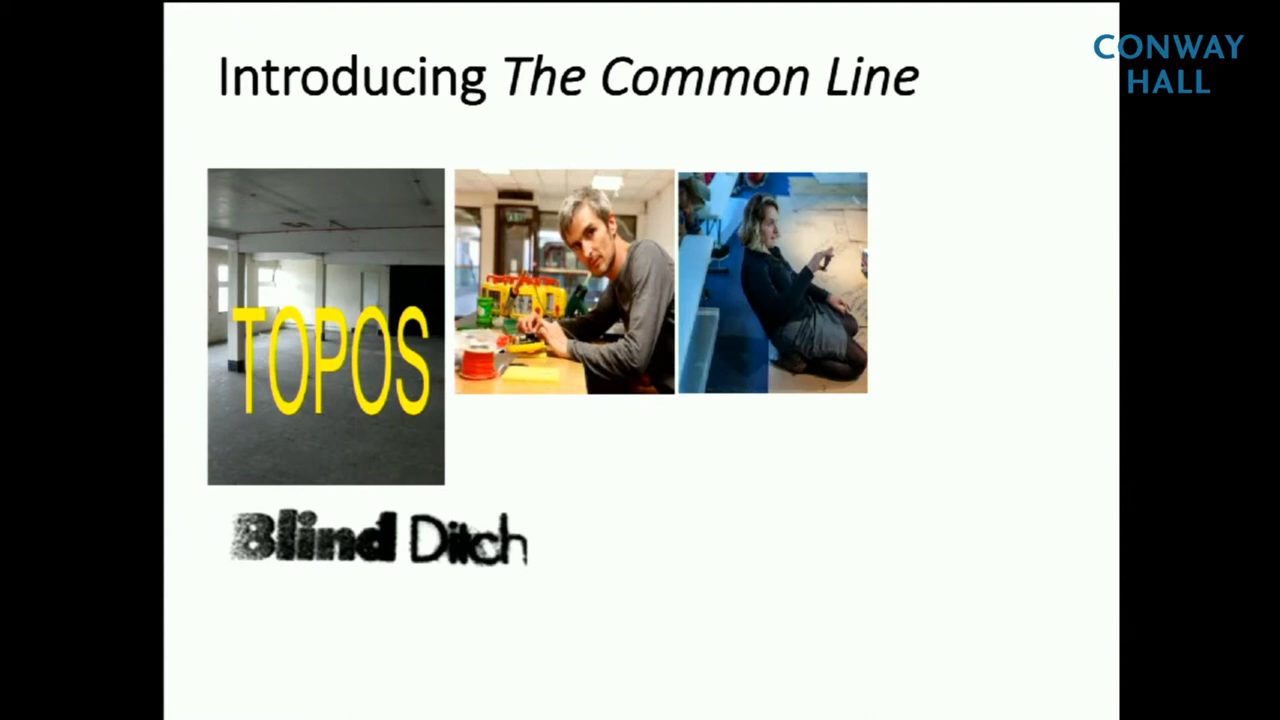 Introducing The Common Line
CONWAY
HALL
TOPOS
Blind Ditch